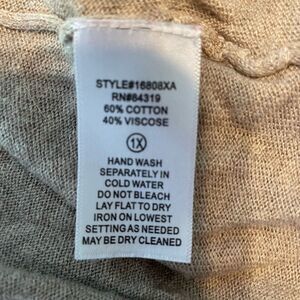 STYLE#16808XA
RN#84319
60% COTTON
40% VISCOSE
1X
HAND WASH
SEPARATELY IN
COLD WATER
DO NOT BLEACH
LAY FLAT TO DRY
IRON ON LOWEST
SETTING AS NEEDED
MAY BE DRY CLEANED